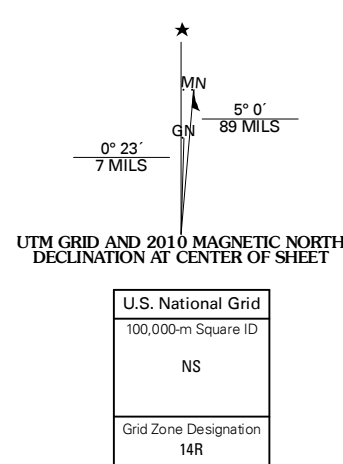 MN
GN
5° 0´
89 MILS
0° 23´
7 MILS
UTM GRID AND 2010 MAGNETIC NORTH
DECLINATION AT CENTER OF SHEET
U.S. National Grid
100,000-m Square ID
NS
Grid Zone Designation
14R